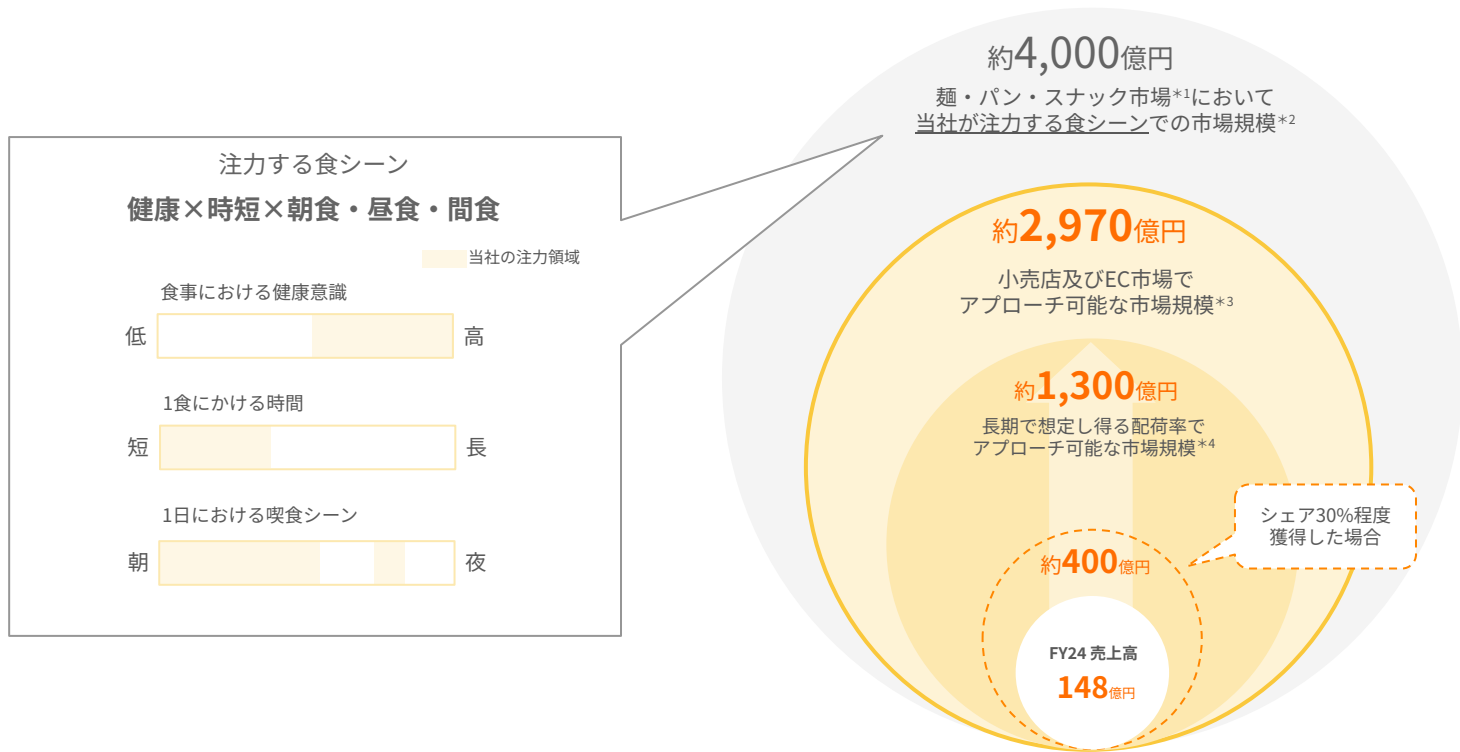 注力する食シーン
健康×時短×朝食・昼食・間食
当社の注力領域
食事における健康意識
低 高
1食にかける時間
短 長
1日における喫食シーン
朝 夜
約4,000億円
麺・パン・スナック市場*1において
当社が注力する食シーンでの市場規模*2
約2,970億円
小売店及びEC市場で
アプローチ可能な市場規模*3
約1,300億円
長期で想定し得る配荷率で
アプローチ可能な市場規模*4
シェア30%程度
獲得した場合
約400億円
FY24 売上高
148億円